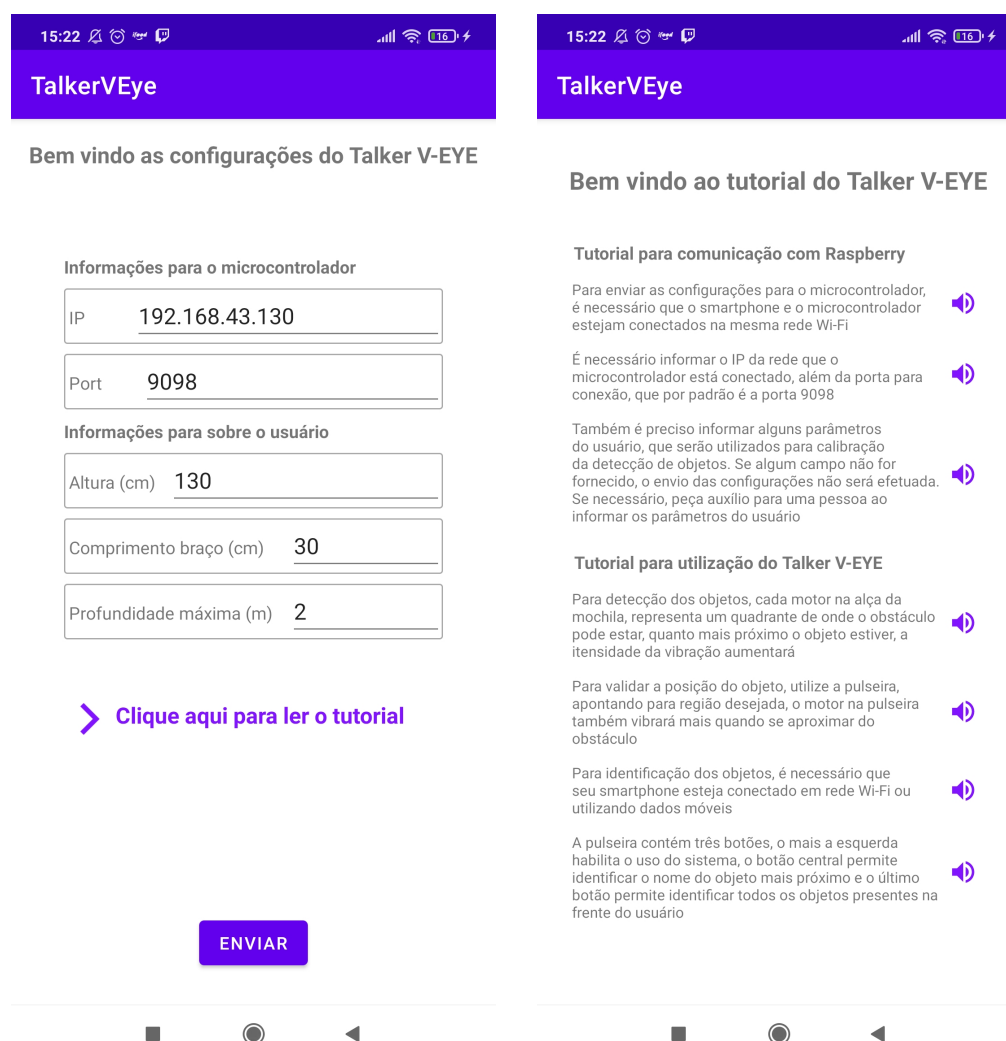 15:22
16
TalkerVEye
Bem vindo as configurações do Talker V-EYE
Informações para o microcontrolador
IP 192.168.43.130
Port 9098
Informações para sobre o usuário
Altura (cm) 130
Comprimento braço (cm) 30
Profundidade máxima (m) 2
Clique aqui para ler o tutorial
ENVIAR
15:22
16
TalkerVEye
Bem vindo ao tutorial do Talker V-EYE
Tutorial para comunicação com Raspberry
Para enviar as configurações para o microcontrolador,
é necessário que o smartphone e o microcontrolador
estejam conectados na mesma rede Wi-Fi
É necessário informar o IP da rede que o
microcontrolador está conectado, além da porta para
conexão, que por padrão é a porta 9098
Também é preciso informar alguns parâmetros
do usuário, que serão utilizados para calibração
da detecção de objetos. Se algum campo não for
fornecido, o envio das configurações não será efetuada.
Se necessário, peça auxílio para uma pessoa ao
informar os parâmetros do usuário
Tutorial para utilização do Talker V-EYE
Para detecção dos objetos, cada motor na alça da
mochila, representa um quadrante de onde o obstáculo
pode estar, quanto mais próximo o objeto estiver, a
itensidade da vibração aumentará
Para validar a posição do objeto, utilize a pulseira,
apontando para região desejada, o motor na pulseira
também vibrará mais quando se aproximar do
obstáculo
Para identificação dos objetos, é necessário que
seu smartphone esteja conectado em rede Wi-Fi ou
utilizando dados móveis
A pulseira contém três botões, o mais a esquerda
habilita o uso do sistema, o botão central permite
identificar o nome do objeto mais próximo e o último
botão permite identificar todos os objetos presentes na
frente do usuário